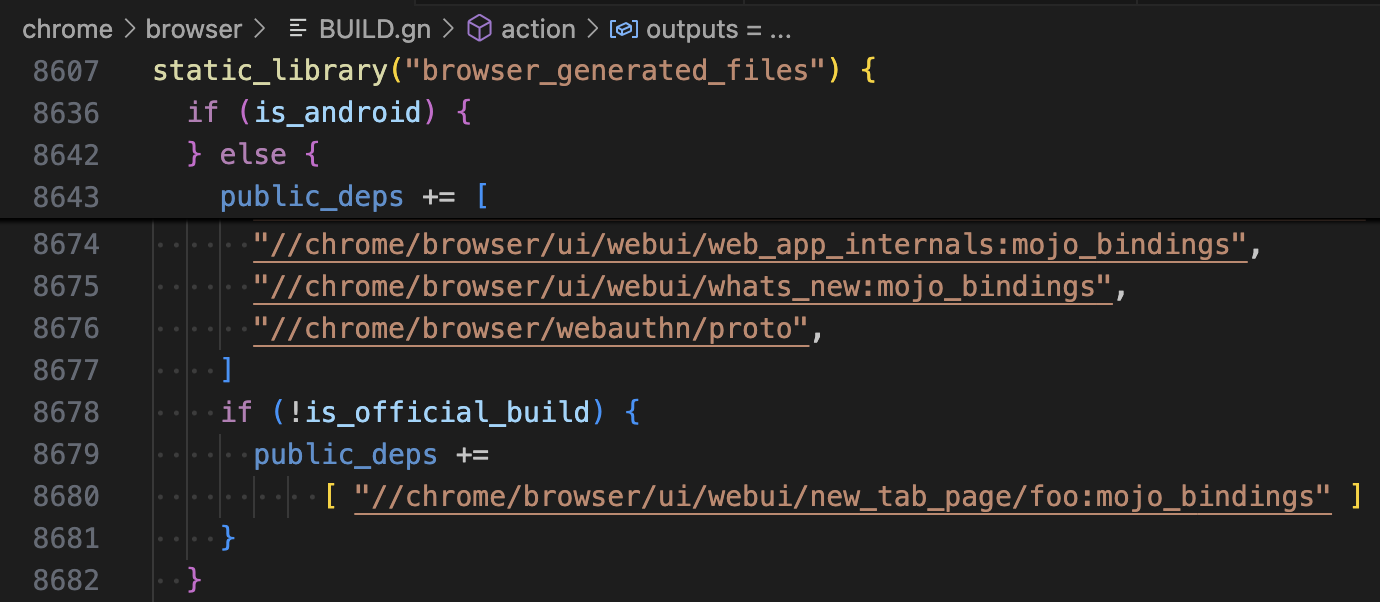 chrome > browser > BUILD.gn > action > outputs = ...
8607 static_library("browser_generated_files") {
8636 if (is_android) {
8642 } else {
8643 public_deps += [
8674 "//chrome/browser/ui/webui/web_app_internals:mojo_bindings",
8675 "//chrome/browser/ui/webui/whats_new:mojo_bindings",
8676 "//chrome/browser/webauthn/proto",
8677 ]
8678 if (!is_official_build) {
8679 public_deps +=
8680 [ "//chrome/browser/ui/webui/new_tab_page/foo:mojo_bindings" ]
8681 }
8682 }